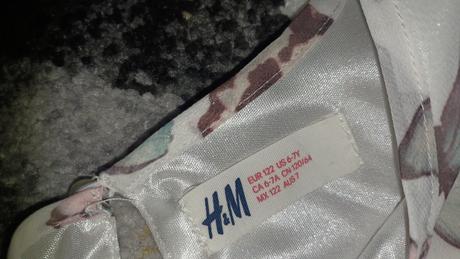 H&M
EUR 122 US 6-7Y
CA 6-7A CN 120/64
MX 122 AUS 7